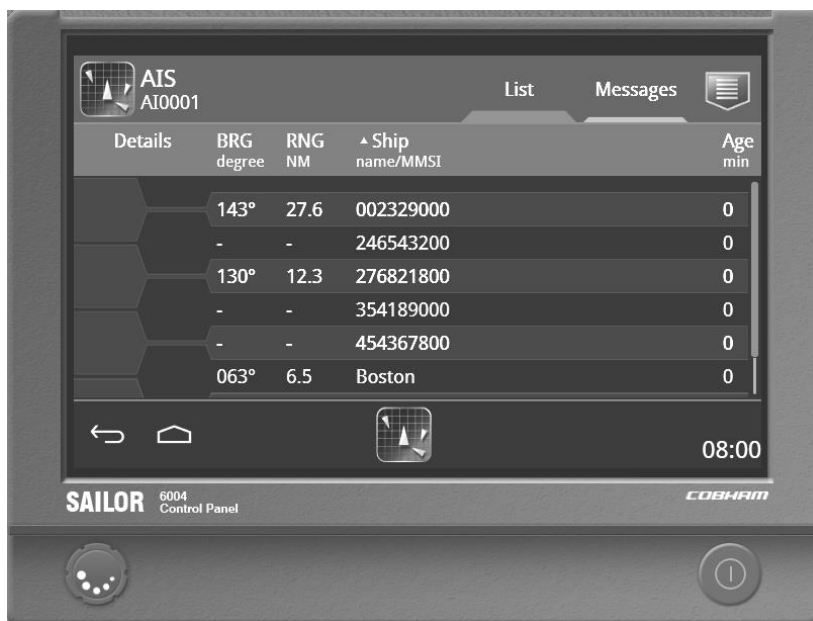 AIS
AI0001
List
Messages
Details BRG RNG ▲Ship Age
degree NM name/MMSI min
143° 27.6 002329000 0
- - 246543200 0
130° 12.3 276821800 0
- - 354189000 0
- - 454367800 0
063° 6.5 Boston 0
08:00
SAILOR 6004
Control Panel
COBHAM